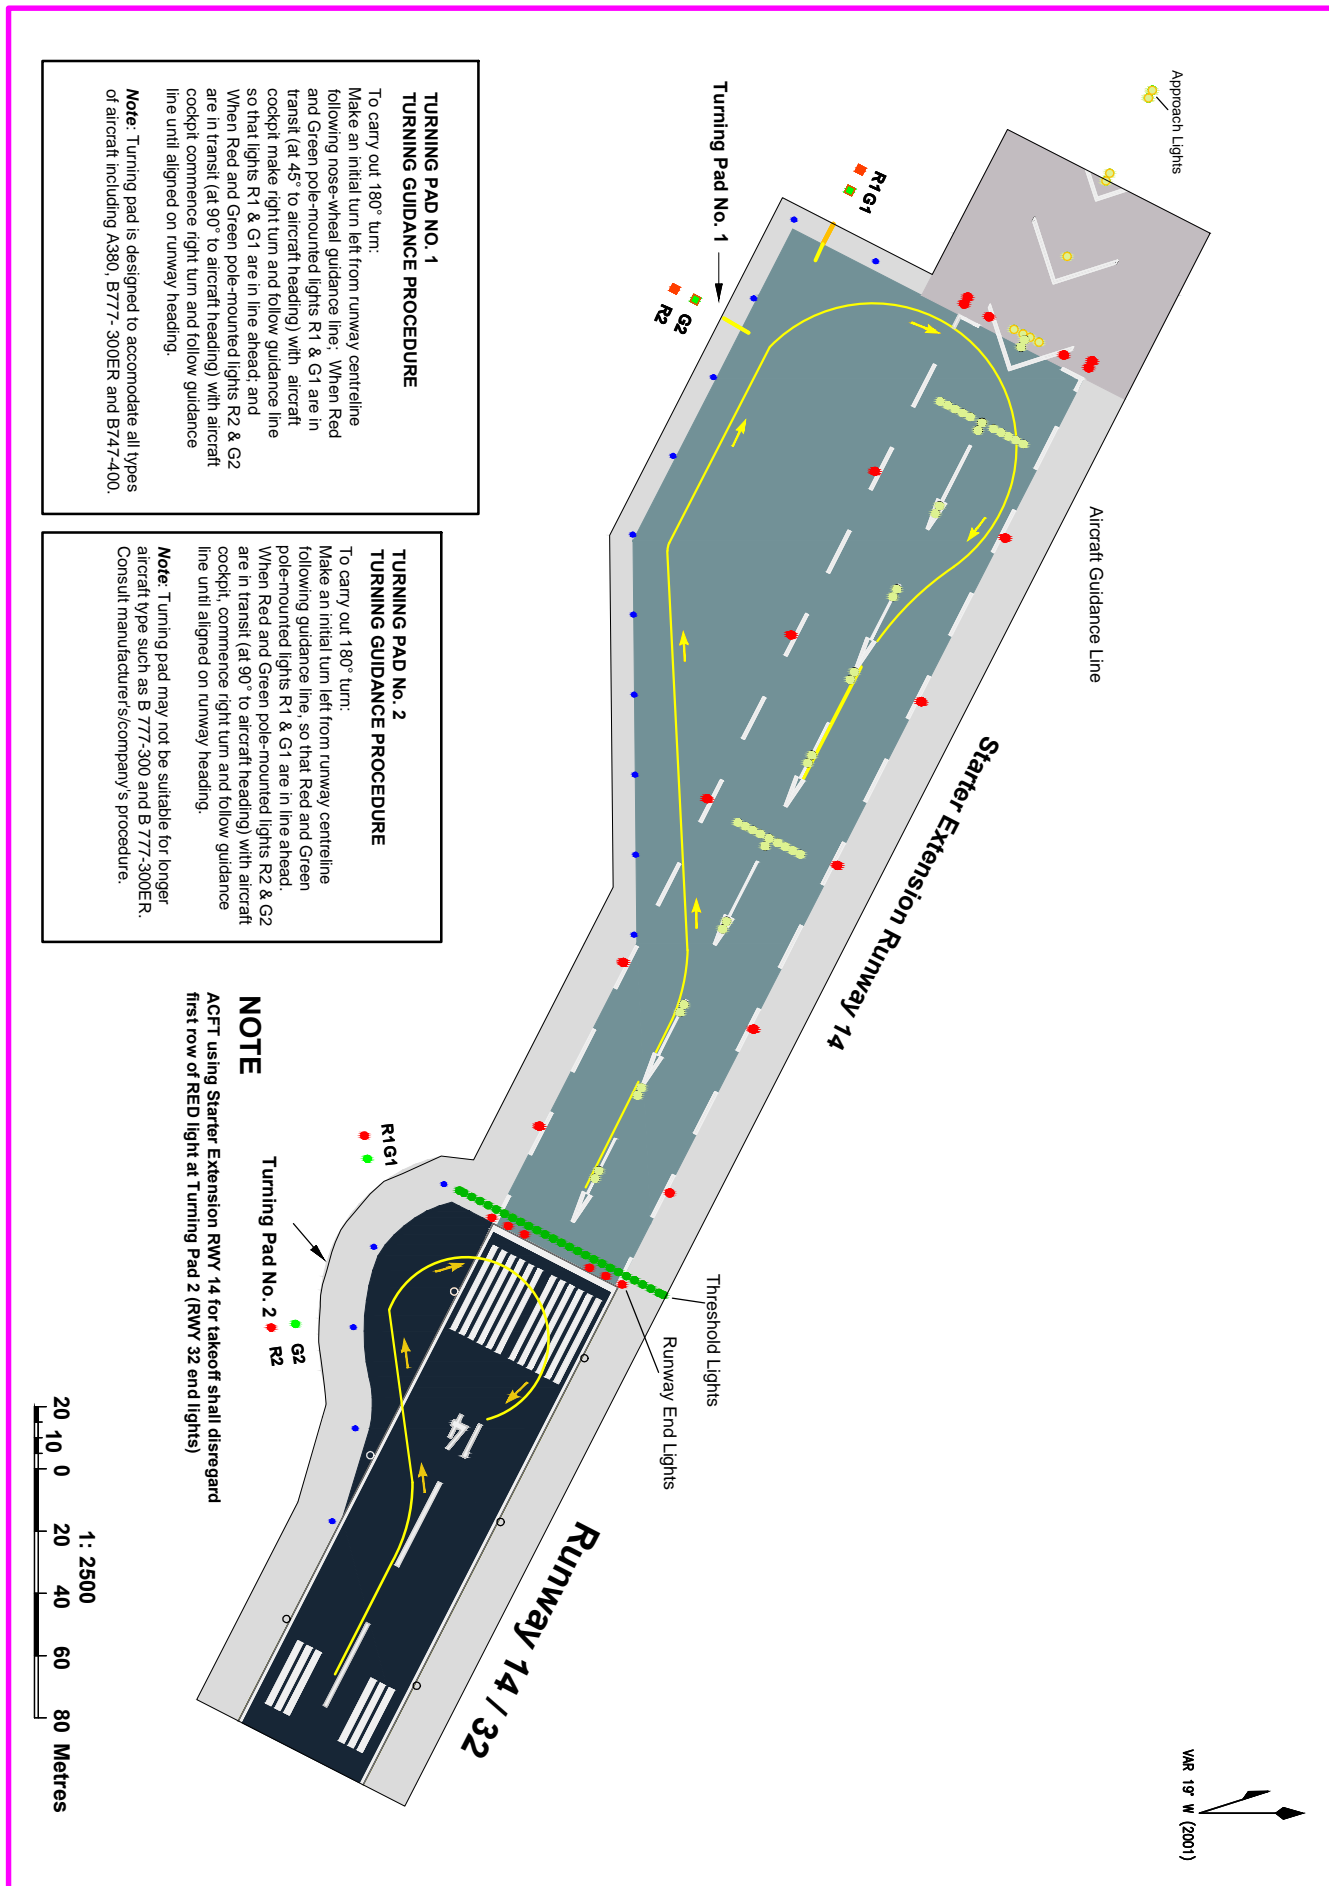 TURNING PAD NO. 1
TURNING GUIDANCE PROCEDURE
To carry out 180° turn:
Make an initial turn left from runway centreline
following nose-wheel guidance line; When Red
and Green pole-mounted lights R1 & G1 are in
transit (at 45° to aircraft heading) with aircraft
cockpit make right turn and follow guidance line
so that lights R1 & G1 are in line ahead; and
When Red and Green pole-mounted lights R2 & G2
are in transit (at 90° to aircraft heading) with aircraft
cockpit commence right turn and follow guidance
line until aligned on runway heading.
Note: Turning pad is designed to accomodate all types
of aircraft including A380, B777- 300ER and B747-400.
TURNING PAD No. 2
TURNING GUIDANCE PROCEDURE
To carry out 180° turn:
Make an initial turn left from runway centreline
following guidance line, so that Red and Green
pole-mounted lights R1 & G1 are in line ahead.
When Red and Green pole-mounted lights R2 & G2
are in transit (at 90° to aircraft heading) with aircraft
cockpit, commence right turn and follow guidance
line until aligned on runway heading.
Note: Turning pad may not be suitable for longer
aircraft type such as B 777-300 and B 777-300ER.
Consult manufacturer's/company's procedure.
NOTE
ACFT using Starter Extension RWY 14 for takeoff shall disregard
first row of RED light at Turning Pad 2 (RWY 32 end lights)
Approach Lights
R1G1
Turning Pad No. 1
G2
R2
Aircraft Guidance Line
Starter Extension Runway 14
R1G1
Turning Pad No. 2
G2
R2
Threshold Lights
Runway End Lights
14
Runway 14 / 32
1: 2500
20 10 0 20 40 60 80 Metres
VAR 19° W (2001)